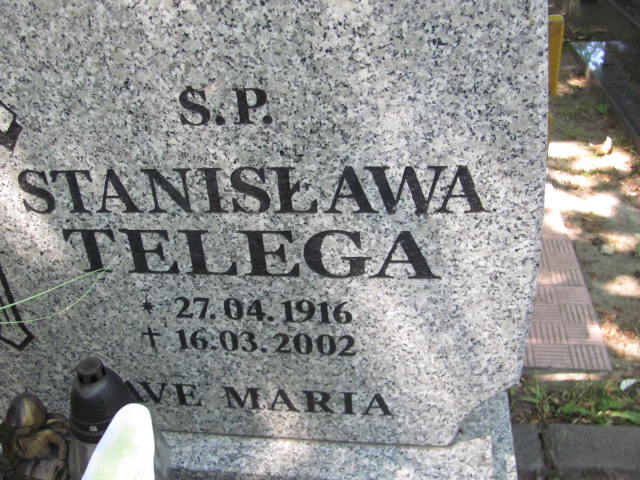 Ś.P.
STANISŁAWA
TELEGA
* 27.04.1916
✝ 16.03.2002
AVE MARIA